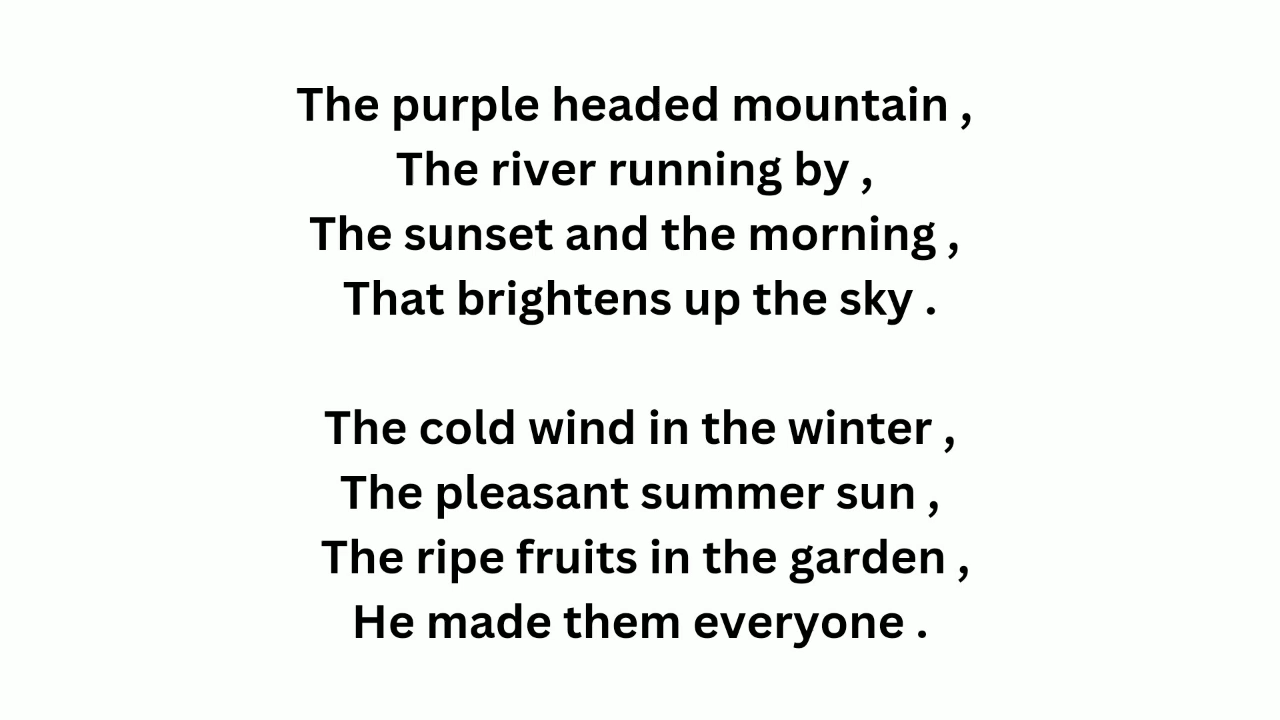 The purple headed mountain ,
The river running by ,
The sunset and the morning ,
That brightens up the sky .
The cold wind in the winter ,
The pleasant summer sun ,
The ripe fruits in the garden ,
He made them everyone .